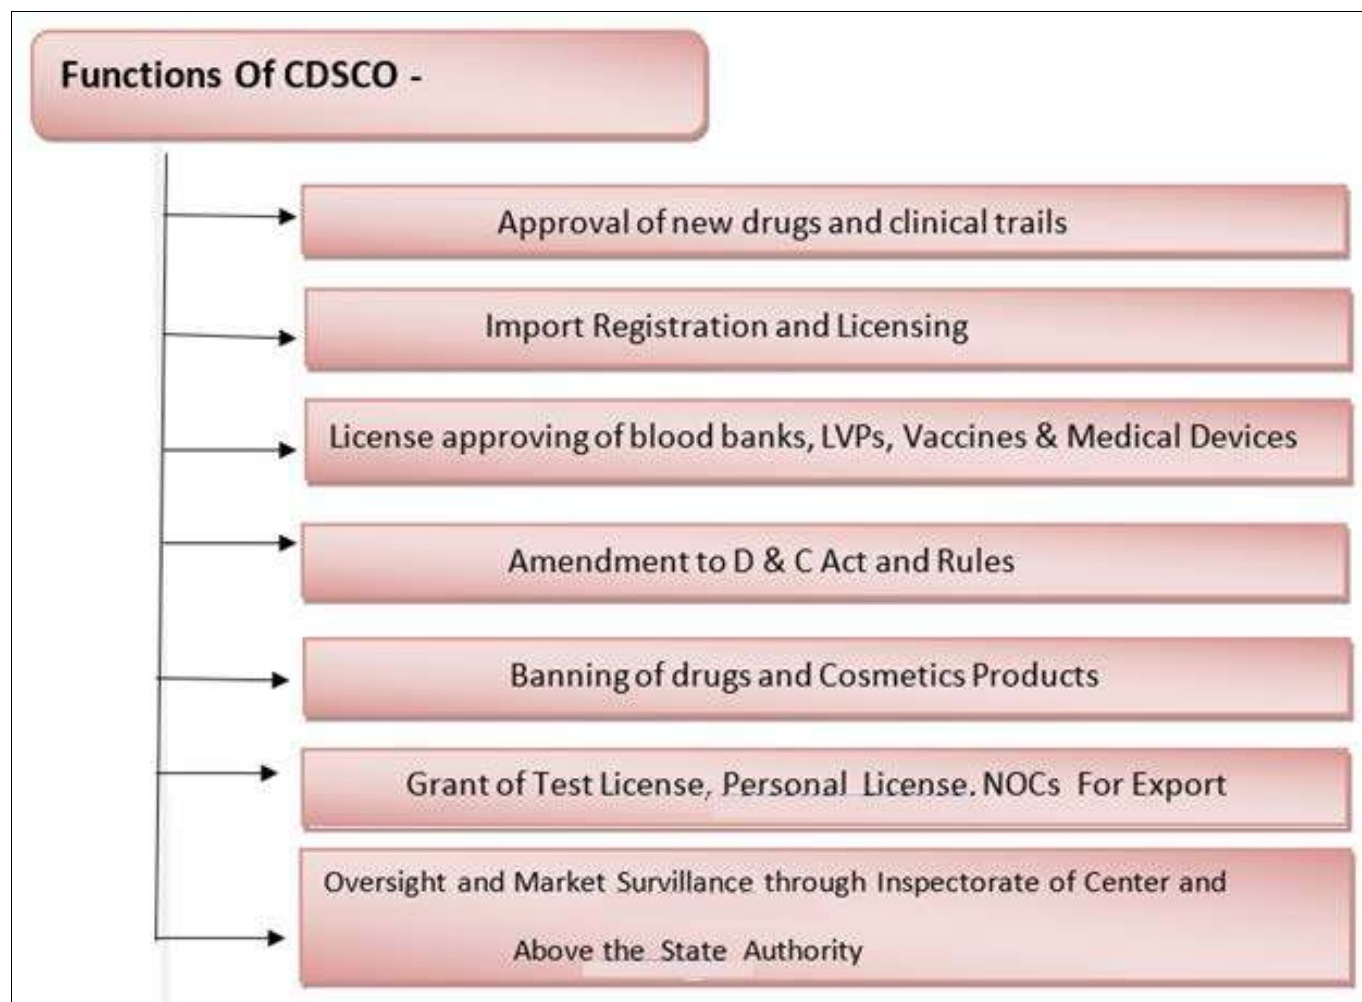 Functions Of CDSCO -
Approval of new drugs and clinical trails
Import Registration and Licensing
License approving of blood banks, LVPs, Vaccines & Medical Devices
Amendment to D & C Act and Rules
Banning of drugs and Cosmetics Products
Grant of Test License, Personal License. NOCs For Export
Oversight and Market Survillance through Inspectorate of Center and
Above the State Authority